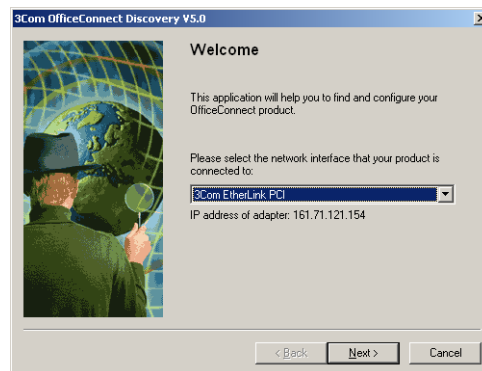 3Com OfficeConnect Discovery V5.0
Welcome
This application will help you to find and configure your
OfficeConnect product.
Please select the network interface that your product is
connected to:
3Com EtherLink PCI
IP address of adapter: 161.71.121.154
< Back
Next >
Cancel